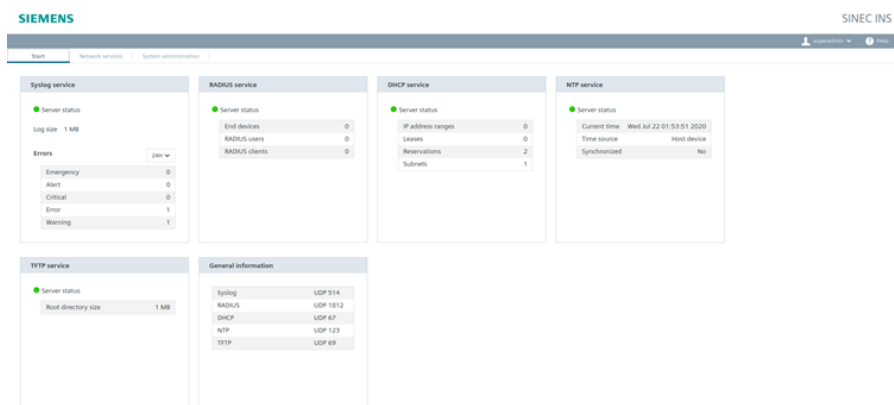 SIEMENS
SINEC INS
superadmin
Help
Start Network services System administration
Syslog service
Server status
Log size 1 MB
Errors 24H
Emergency 0
Alert 0
Critical 0
Error 1
Warning 1
RADIUS service
Server status
End devices 0
RADIUS users 0
RADIUS clients 0
DHCP service
Server status
IP address ranges 0
Leases 0
Reservations 2
Subnets 1
NTP service
Server status
Current time Wed Jul 22 01:53:51 2020
Time source Host device
Synchronized No
TFTP service
Server status
Root directory size 1 MB
General information
Syslog UDP 514
RADIUS UDP 1812
DHCP UDP 67
NTP UDP 123
TFTP UDP 69